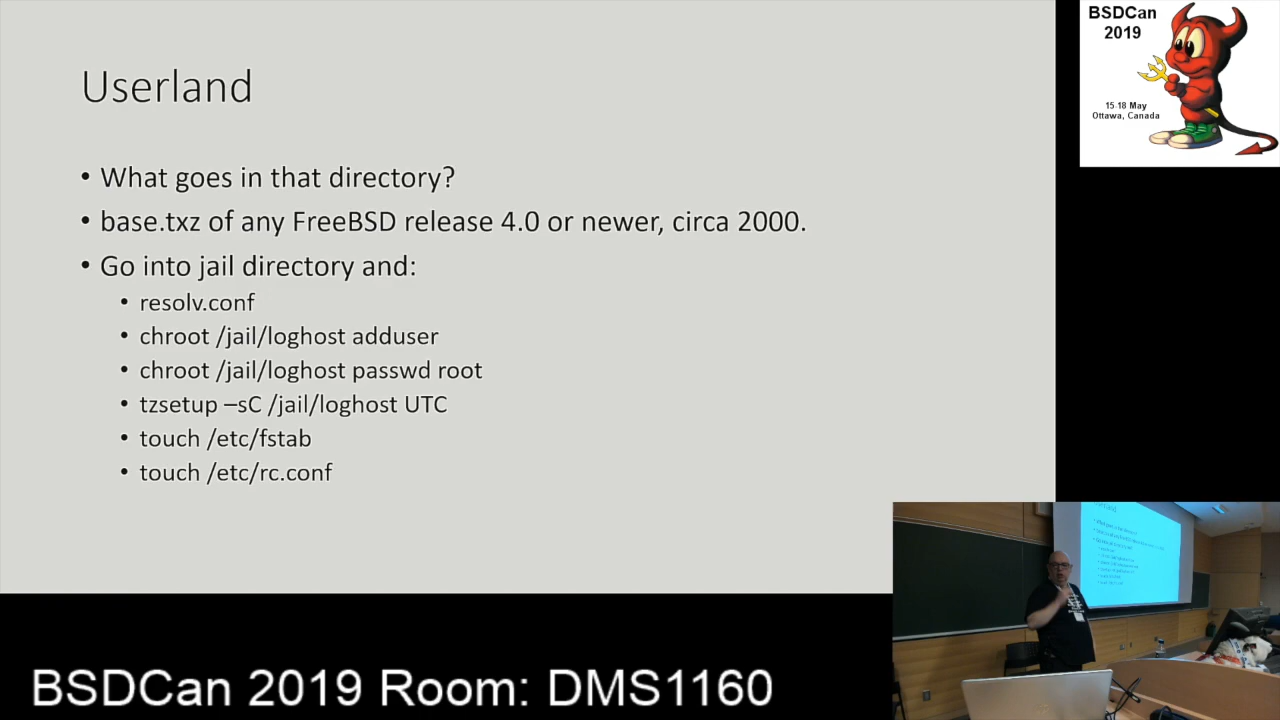 Userland
• What goes in that directory?
• base.txz of any FreeBSD release 4.0 or newer, circa 2000.
• Go into jail directory and:
• resolv.conf
• chroot /jail/loghost adduser
• chroot /jail/loghost passwd root
• tzsetup –sC /jail/loghost UTC
• touch /etc/fstab
• touch /etc/rc.conf
BSDCan
2019
15-18 May
Ottawa, Canada
BSDCan 2019 Room: DMS1160